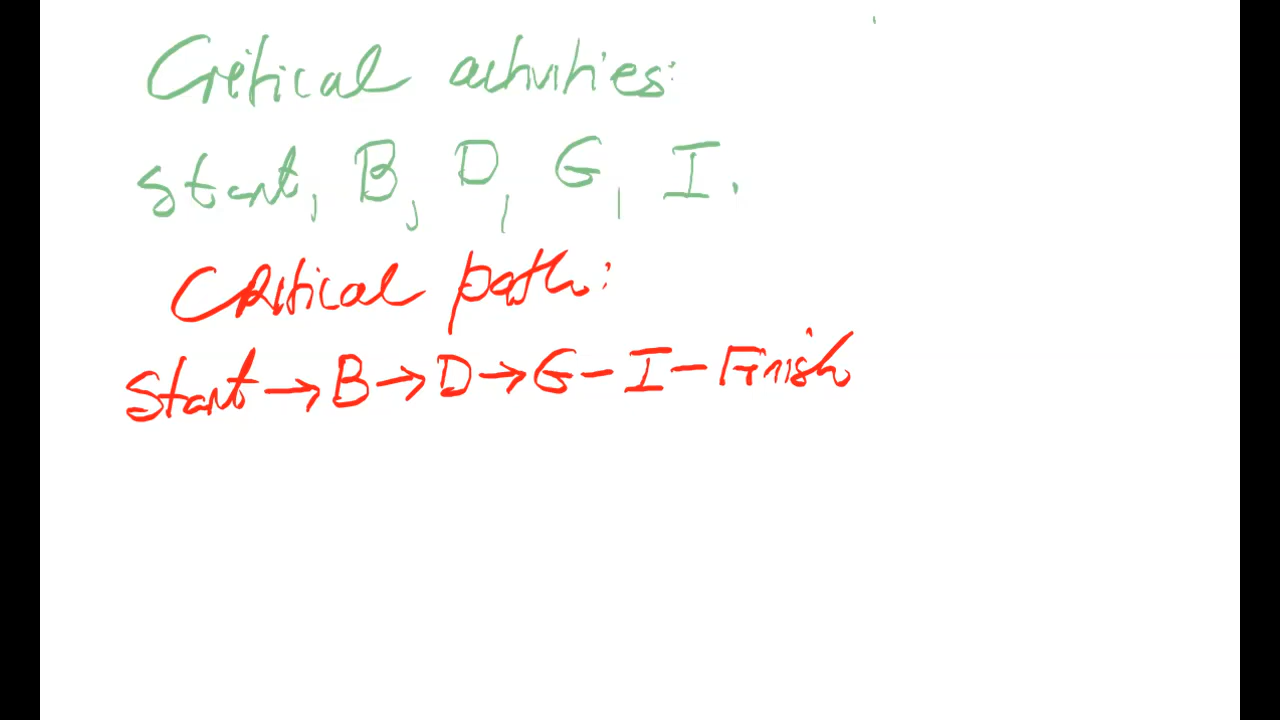 Critical activities:
Start, B, D, G, I.
Critical path:
Start → B → D → G - I - Finish